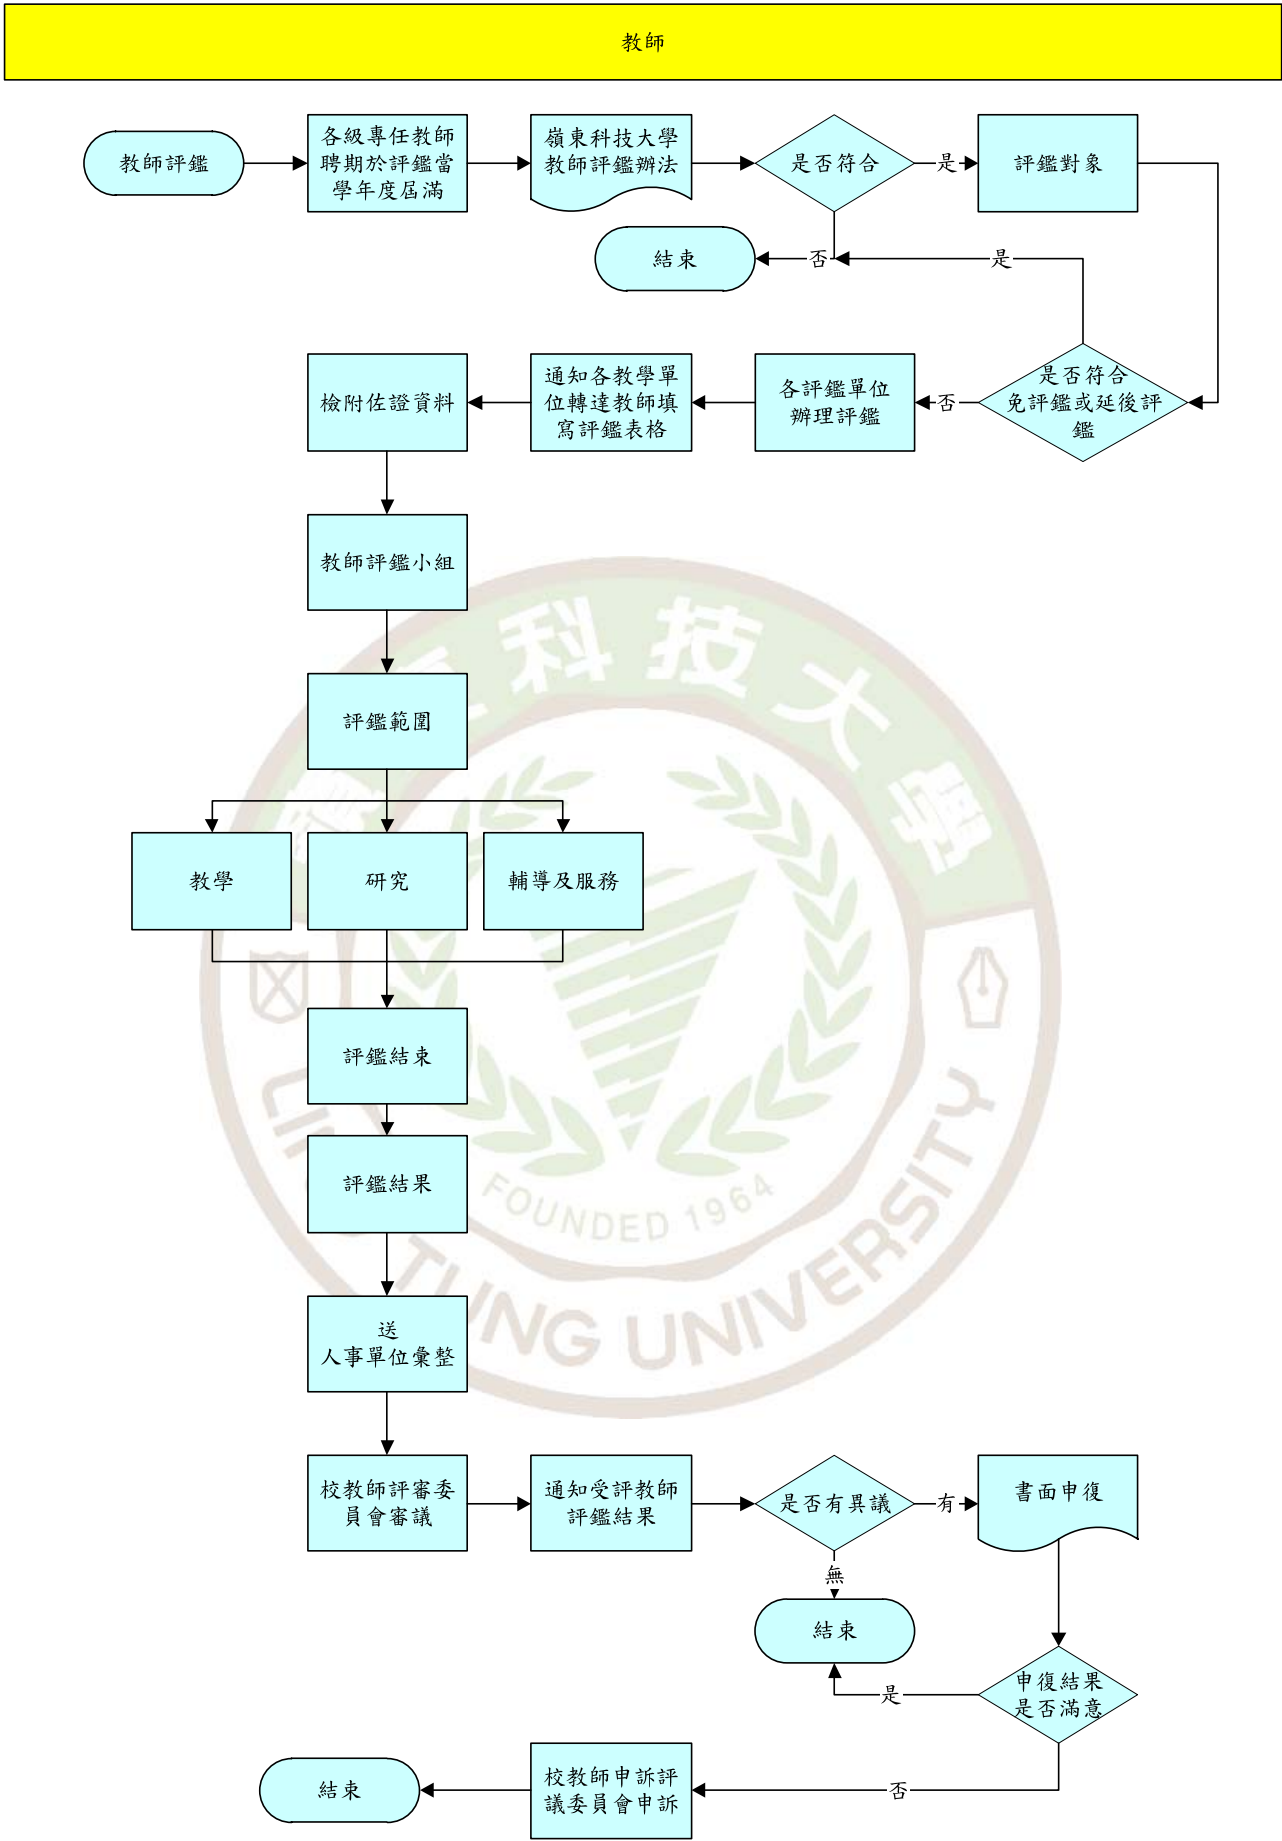 教師
教師評鑑
各級專任教師
聘期於評鑑當
學年度屆滿
嶺東科技大學
教師評鑑辦法
是否符合
是
評鑑對象
結束
否
是
檢附佐證資料
通知各教學單
位轉達教師填
寫評鑑表格
各評鑑單位
辦理評鑑
否
是否符合
免評鑑或延後評
鑑
教師評鑑小組
評鑑範圍
教學
研究
輔導及服務
評鑑結束
評鑑結果
送
人事單位彙整
校教師評審委
員會審議
通知受評教師
評鑑結果
是否有異議
有
書面申復
無
結束
是
申復結果
是否滿意
結束
校教師申訴評
議委員會申訴
否
科技大學
FOUNDED 1964
TUNG UNIVERSITY